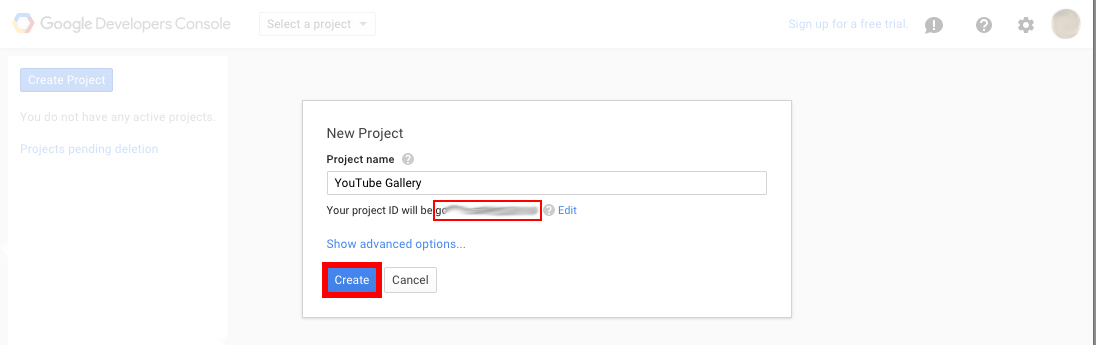 Google Developers Console
Select a project
Sign up for a free trial.
Create Project
You do not have any active projects.
Projects pending deletion
New Project
Project name
YouTube Gallery
Your project ID will be
Edit
Show advanced options...
Create
Cancel